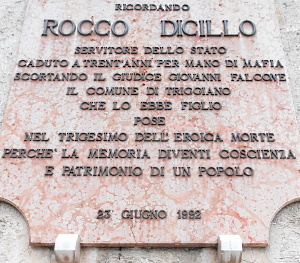 RICORDANDO
ROCCO DICILLO
SERVITORE DELLO STATO
CADUTO A TRENT'ANNI PER MANO DI MAFIA
SCORTANDO IL GIUDICE GIOVANNI FALCONE
IL COMUNE DI TRIGGIANO
CHE LO EBBE FIGLIO
POSE
NEL TRIGESIMO DELL'EROICA MORTE
PERCHE' LA MEMORIA DIVENTI COSCIENZA
E PATRIMONIO DI UN POPOLO
23 GIUGNO 1992